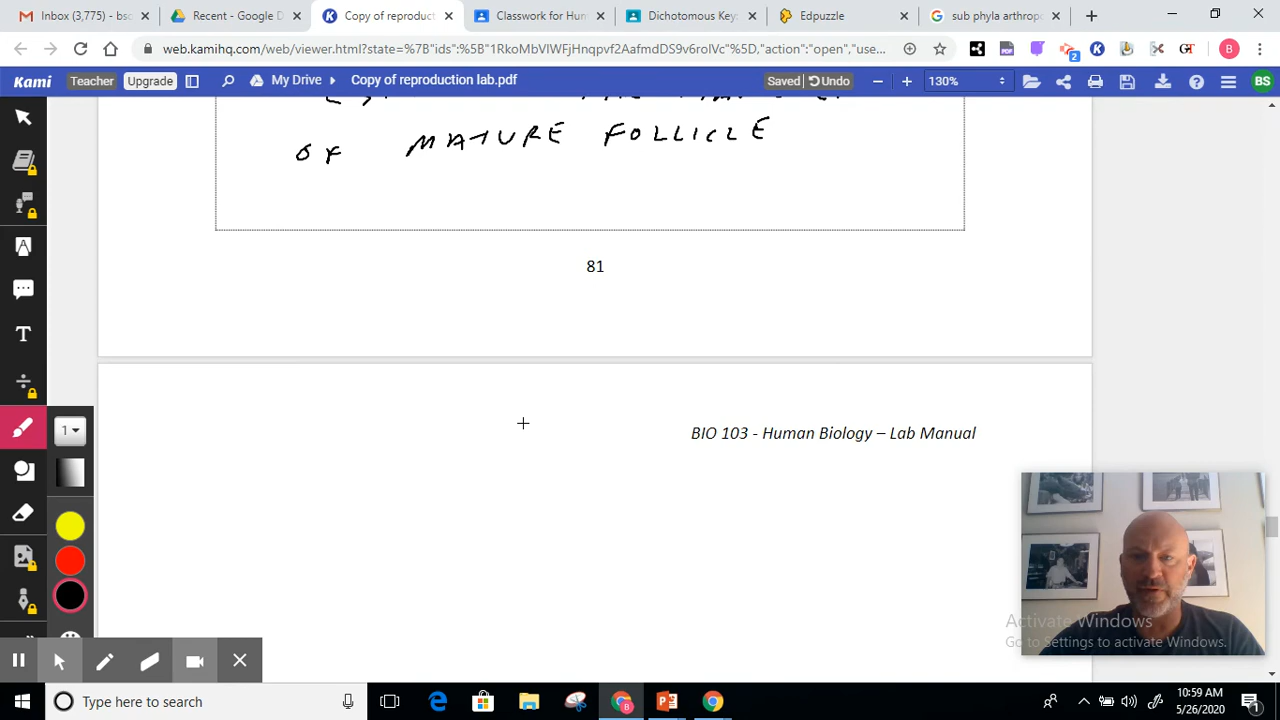 Inbox (3,775) - bsc
Recent - Google D
Copy of reproduct
Classwork for Hum
Dichotomous Key
Edpuzzle
sub phyla arthropo
web.kamihq.com/web/viewer.html?state=%7B"ids":%5B"1RkoMbVIWFjHnqpvf2AafmdDS9v6rolVc"%5D,"action":"open","use...
Kami Teacher Upgrade My Drive Copy of reproduction lab.pdf Saved Undo 130% BS
OF MATURE FOLLICLE
81
BIO 103 - Human Biology – Lab Manual
1
Activate Windows
Go to Settings to activate Windows.
Type here to search
10:59 AM
5/26/2020